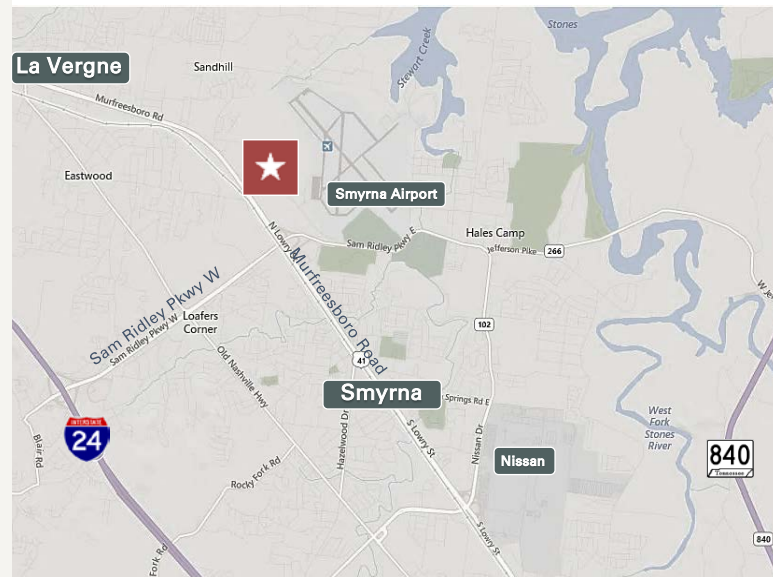 Stones
La Vergne
Sandhill
Stewart Creek
Murfreesboro Rd
Eastwood
Smyrna Airport
N Lowry
Hales Camp
Sam Ridley Pkwy E
Jefferson Pike
266
Murfreesboro Road
Sam Ridley Pkwy W
Sam Ridley Pkwy W
Loafers
Corner
102
41
Old Nashville Hwy
Smyrna
Springs Rd E
INTERSTATE
24
Blair Rd
Hazelwood Dr
S Lowry St
Nissan Dr
Nissan
West
Fork
Stones
River
840
TENNESSEE
Rocky Fork Rd
Fork Rd
S Lowry St
840